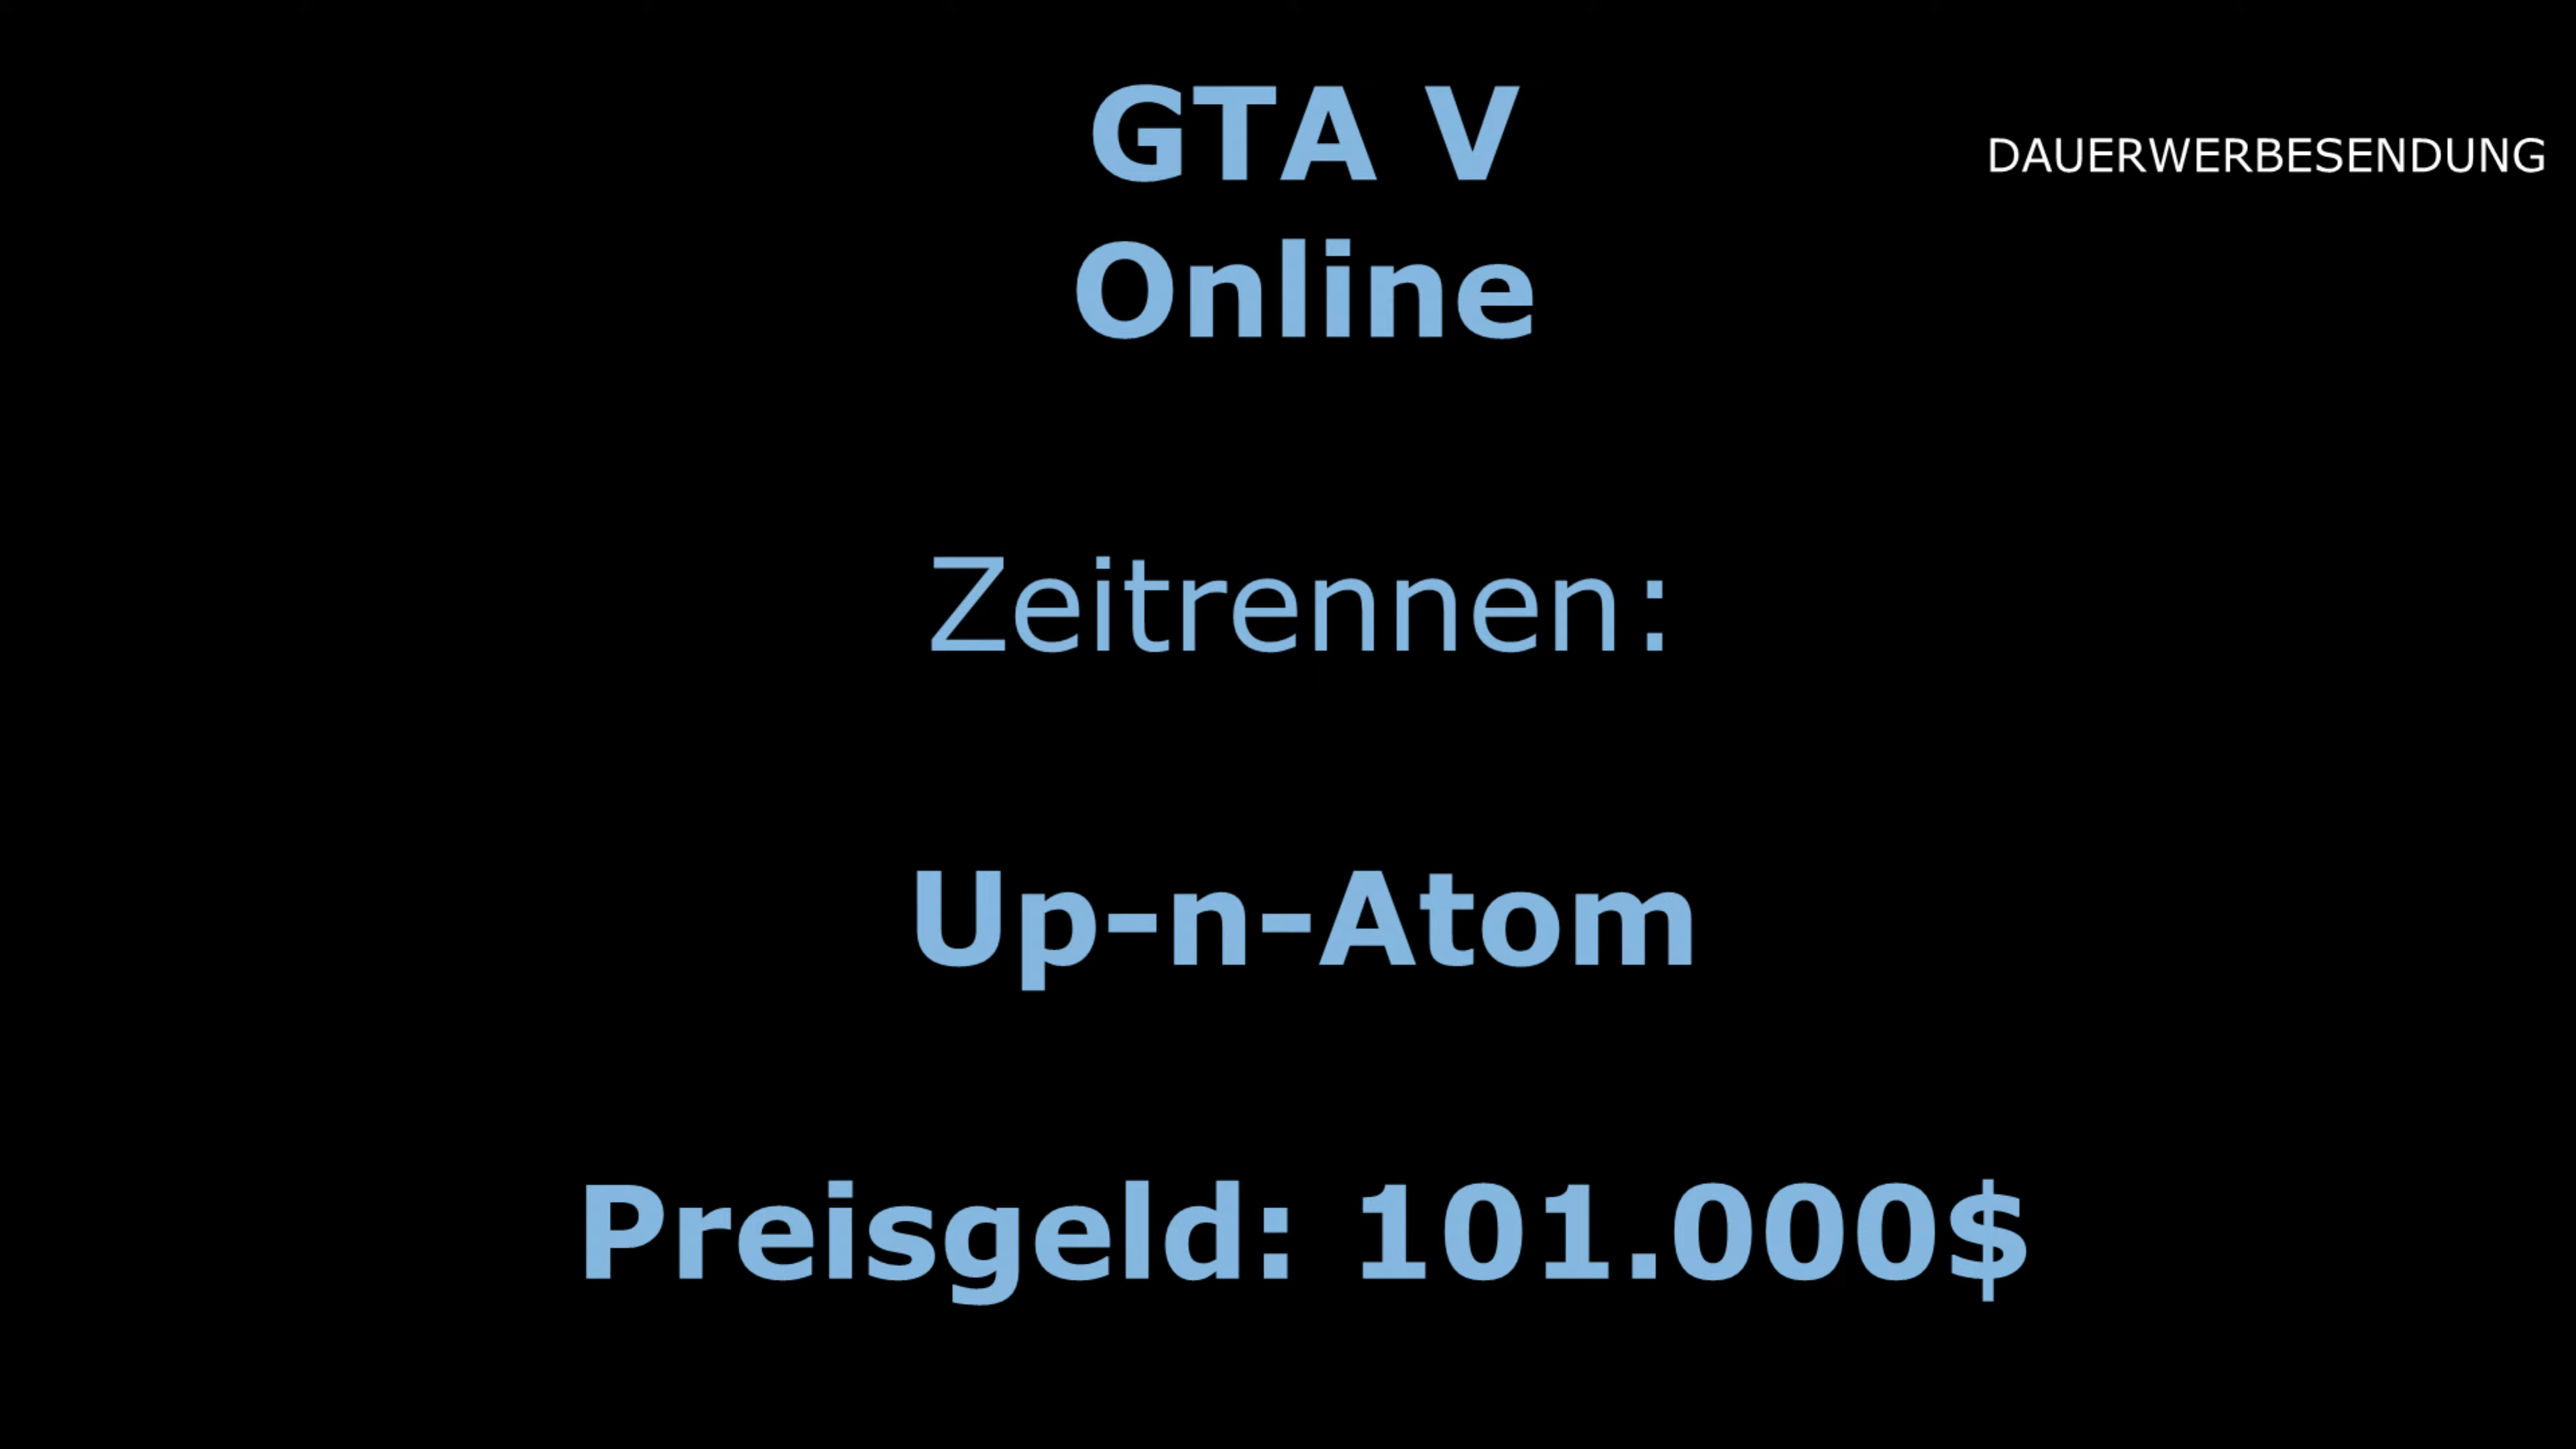 GTA V
DAUERWERBESENDUNG
Online
Zeitrennen:
Up-n-Atom
Preisgeld: 101.000$